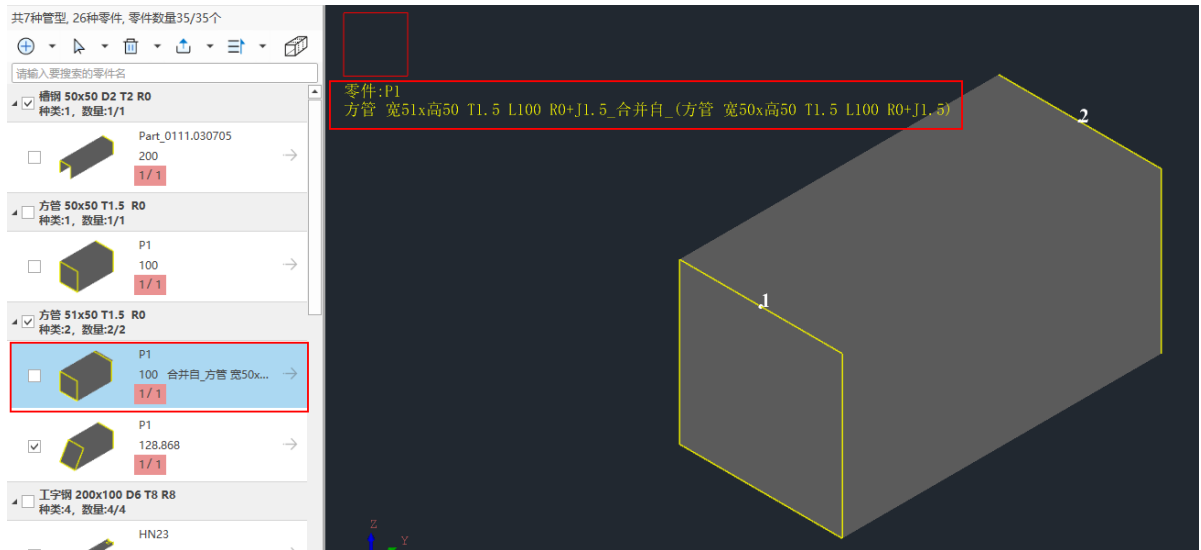 共7种管型, 26种零件, 零件数量35/35个
请输入要搜索的零件名
槽钢 50x50 D2 T2 R0
种类:1, 数量:1/1
Part_0111.030705
200
1/1
方管 50x50 T1.5 R0
种类:1, 数量:1/1
P1
100
1/1
方管 51x50 T1.5 R0
种类:2, 数量:2/2
P1
100 合并自_方管 宽50x...
1/1
P1
128.868
1/1
工字钢 200x100 D6 T8 R8
种类:4, 数量:4/4
HN23
零件:P1
方管 宽51x高50 T1.5 L100 R0+J1.5_合并自_(方管 宽50x高50 T1.5 L100 R0+J1.5)
2
1
Z
Y